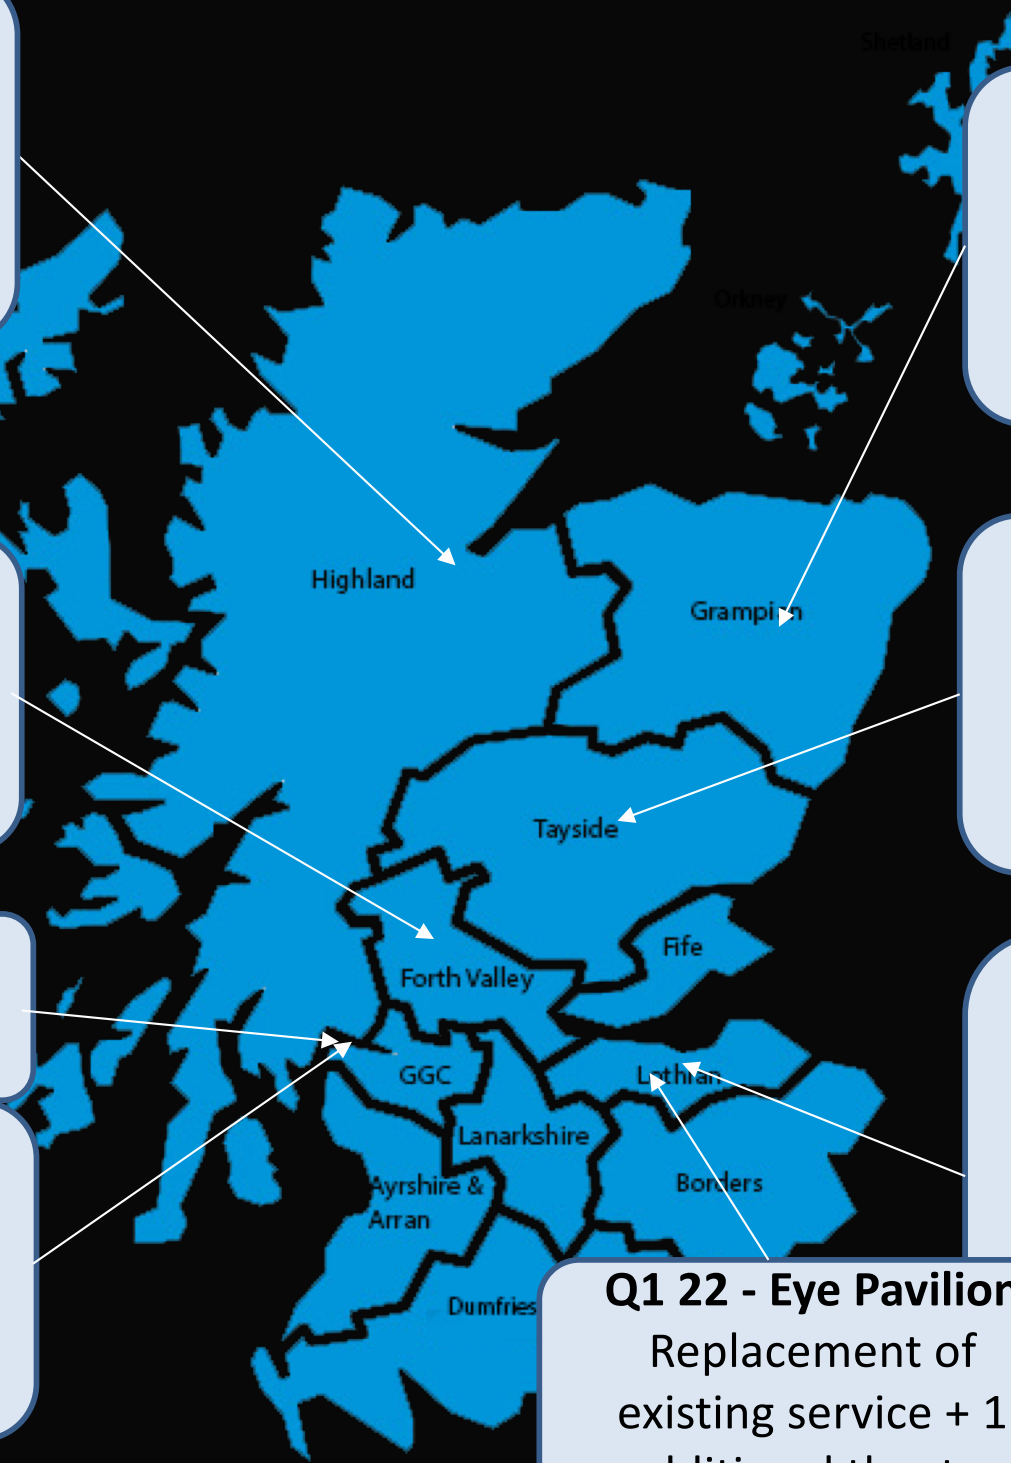 Shetland
Orkney
Highland
Grampian
Tayside
Fife
Forth Valley
GGC
Lothian
Lanarkshire
Ayrshire &
Arran
Borders
Dumfries
Q1 22 - Eye Pavilion
Replacement of
existing service + 1